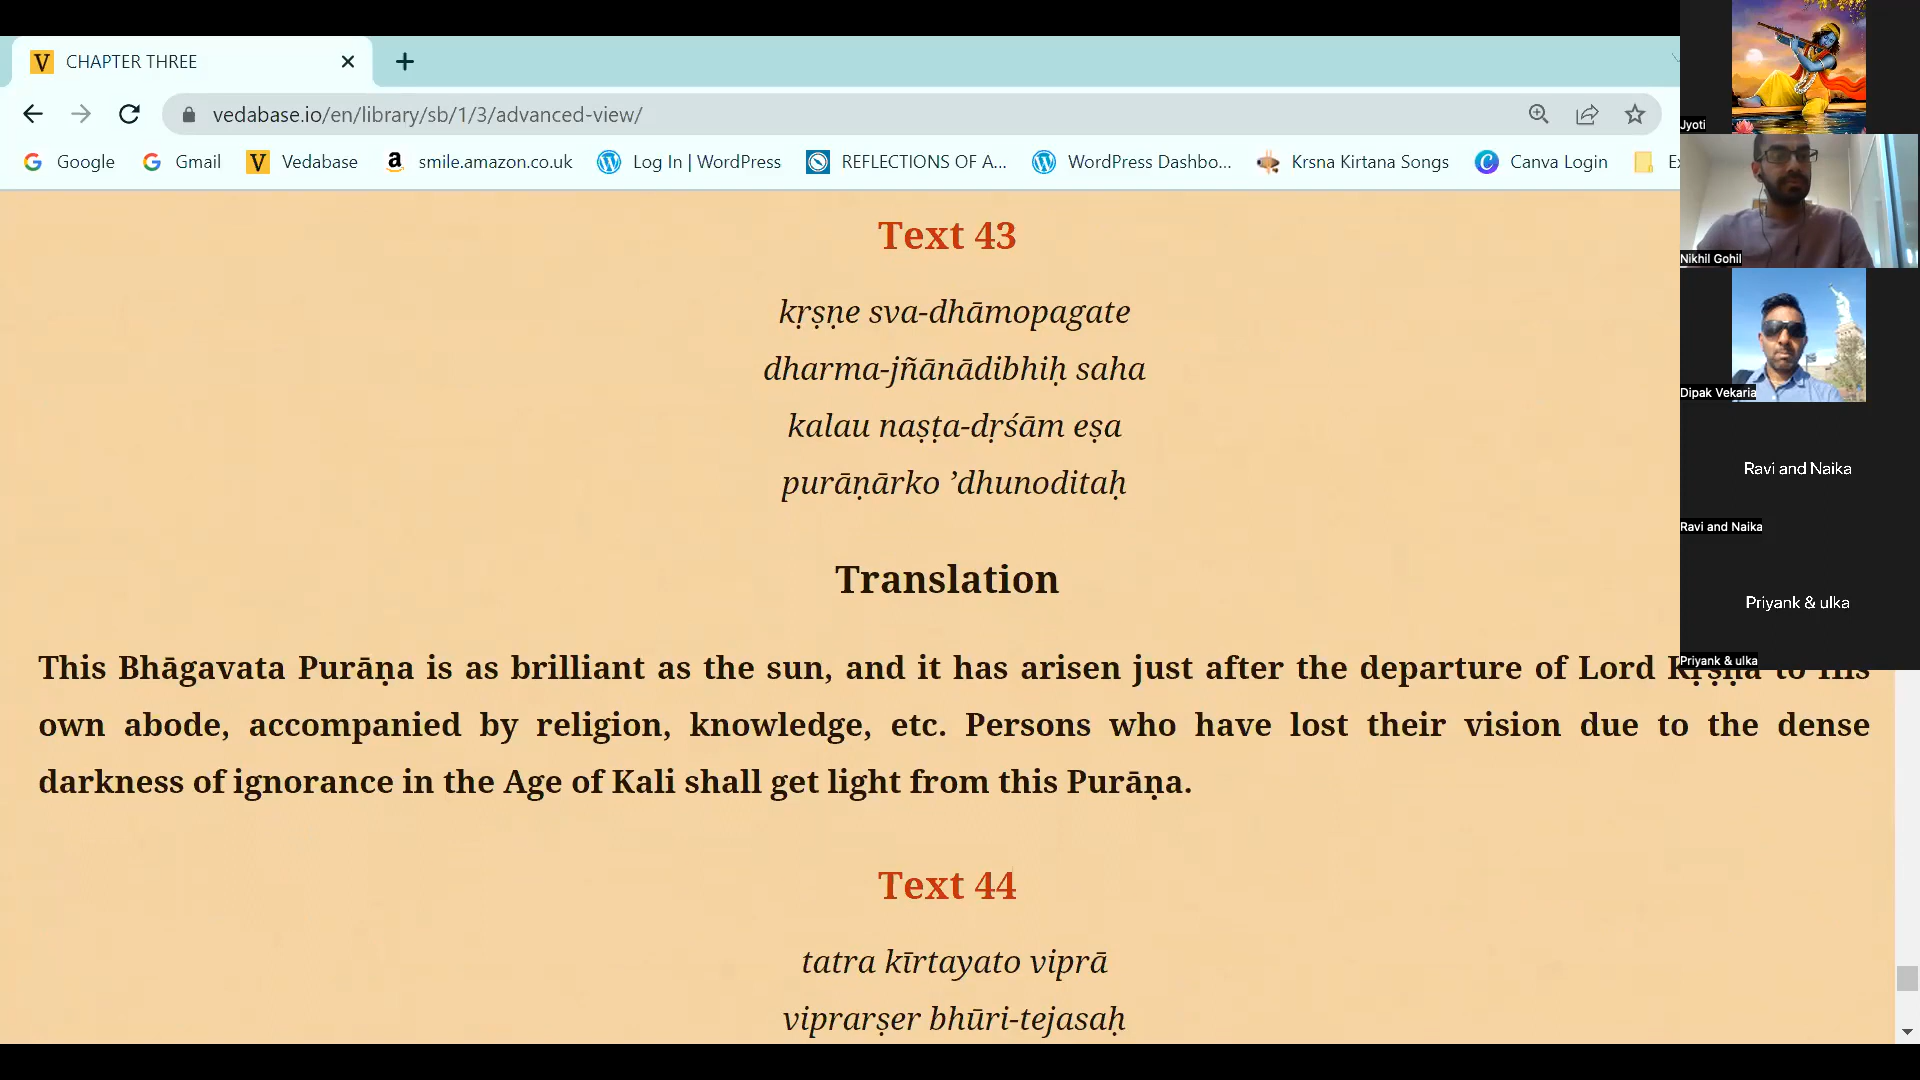 CHAPTER THREE
vedabase.io/en/library/sb/1/3/advanced-view/
Google Gmail Vedabase smile.amazon.co.uk Log In | WordPress REFLECTIONS OF A... WordPress Dashbo... Krsna Kirtana Songs Canva Login
Text 43
kṛṣṇe sva-dhāmopagate
dharma-jñānādibhiḥ saha
kalau naṣṭa-dṛśām eṣa
purāṇārko ’dhunoditaḥ
Translation
This Bhāgavata Purāṇa is as brilliant as the sun, and it has arisen just after the departure of Lord Kṛṣṇa to His
own abode, accompanied by religion, knowledge, etc. Persons who have lost their vision due to the dense
darkness of ignorance in the Age of Kali shall get light from this Purāṇa.
Text 44
tatra kīrtayato viprā
viprarṣer bhūri-tejasaḥ
Jyoti
Nikhil Gohil
Dipak Vekaria
Ravi and Naika
Ravi and Naika
Priyank & ulka
Priyank & ulka